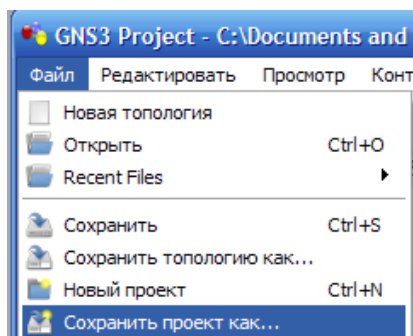 GNS3 Project - C:\Documents and
Файл Редактировать Просмотр Конт
Новая топология
Открыть Ctrl+O
Recent Files
Сохранить Ctrl+S
Сохранить топологию как...
Новый проект Ctrl+N
Сохранить проект как...